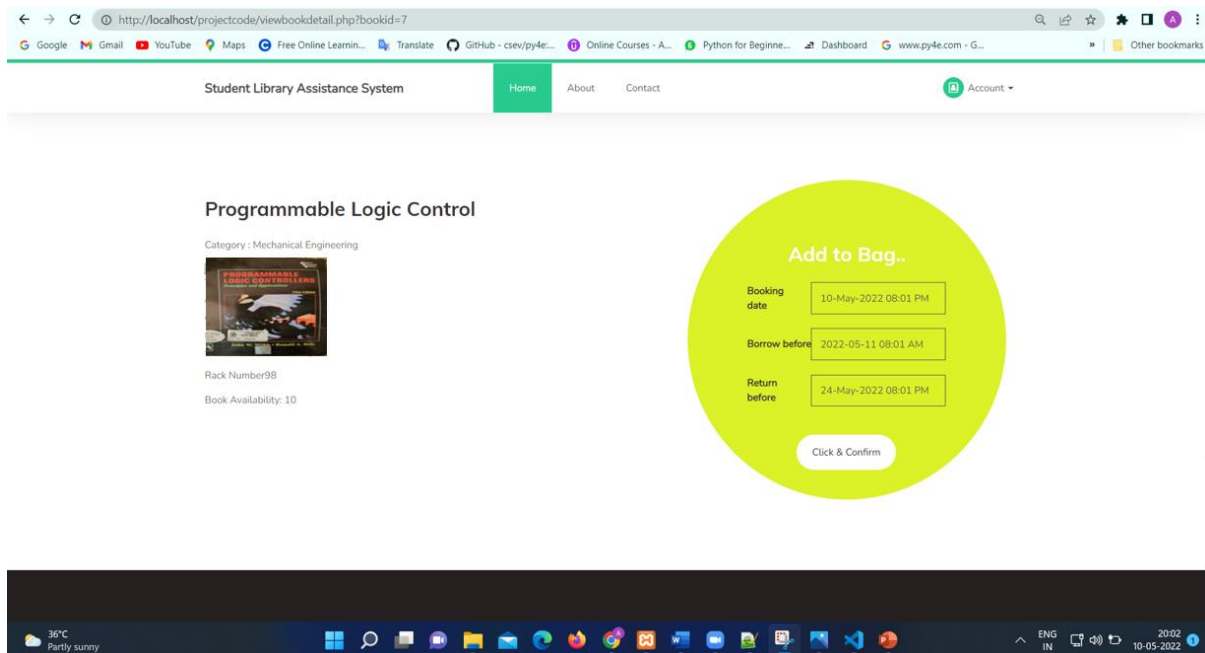 http://localhost/projectcode/viewbookdetail.php?bookid=7
A
Google Gmail YouTube Maps Free Online Learnin... Translate GitHub - csev/py4e:... Online Courses - A... Python for Beginne... Dashboard www.py4e.com - G... » Other bookmarks
Student Library Assistance System Home About Contact Account
Programmable Logic Control
Category : Mechanical Engineering
PROGRAMMABLE
LOGIC CONTROLLERS
Principles and Applications
Rack Number98
Book Availability: 10
Add to Bag..
Booking
date
10-May-2022 08:01 PM
Borrow before 2022-05-11 08:01 AM
Return
before
24-May-2022 08:01 PM
Click & Confirm
36°C
Partly sunny
ENG
IN
20:02
10-05-2022
1